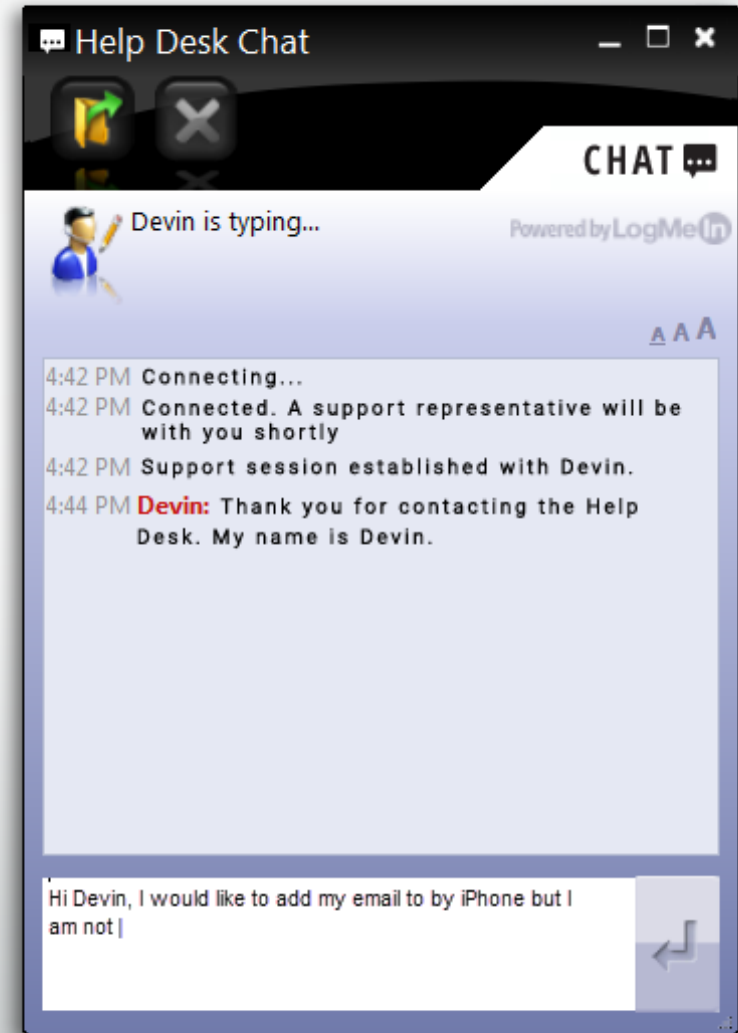 Help Desk Chat
CHAT
Devin is typing...
Powered by LogMeIn
A A A
4:42 PM Connecting...
4:42 PM Connected. A support representative will be
with you shortly
4:42 PM Support session established with Devin.
4:44 PM Devin: Thank you for contacting the Help
Desk. My name is Devin.
Hi Devin, I would like to add my email to by iPhone but I
am not